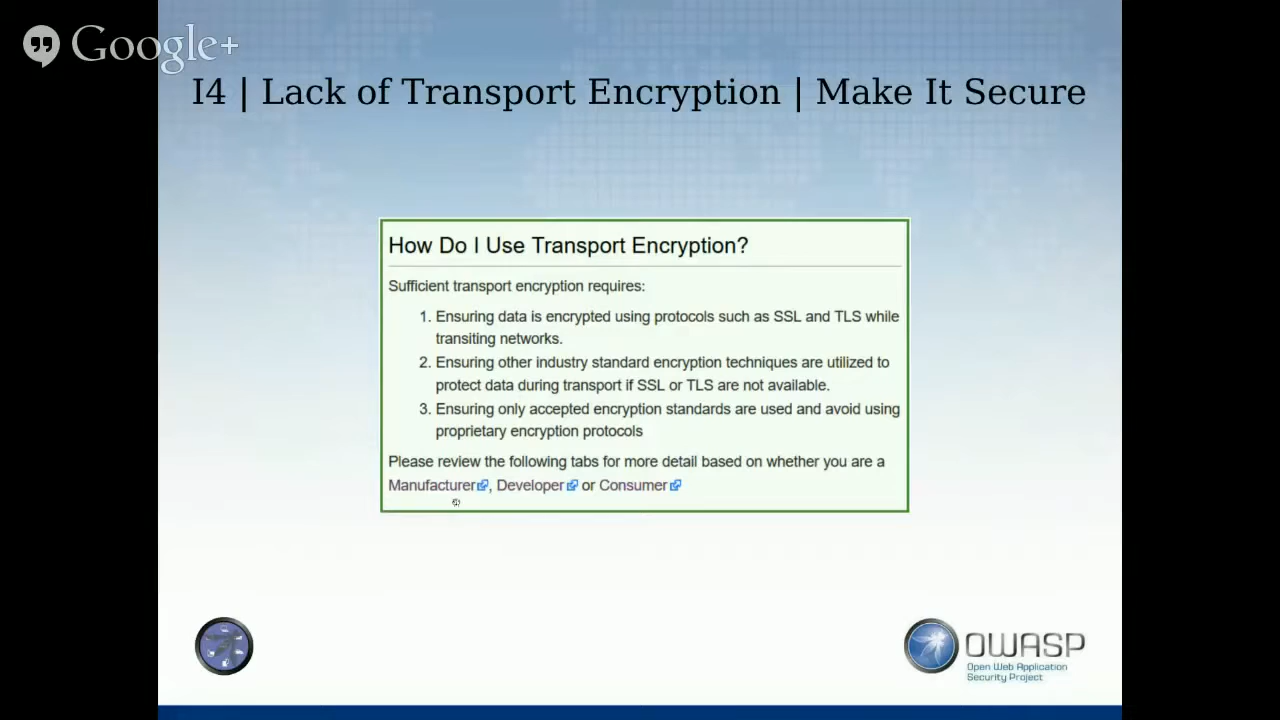 Google+
I4 | Lack of Transport Encryption | Make It Secure
How Do I Use Transport Encryption?
Sufficient transport encryption requires:
1. Ensuring data is encrypted using protocols such as SSL and TLS while
transiting networks.
2. Ensuring other industry standard encryption techniques are utilized to
protect data during transport if SSL or TLS are not available.
3. Ensuring only accepted encryption standards are used and avoid using
proprietary encryption protocols
Please review the following tabs for more detail based on whether you are a
Manufacturer, Developer or Consumer
OWASP
Open Web Application
Security Project